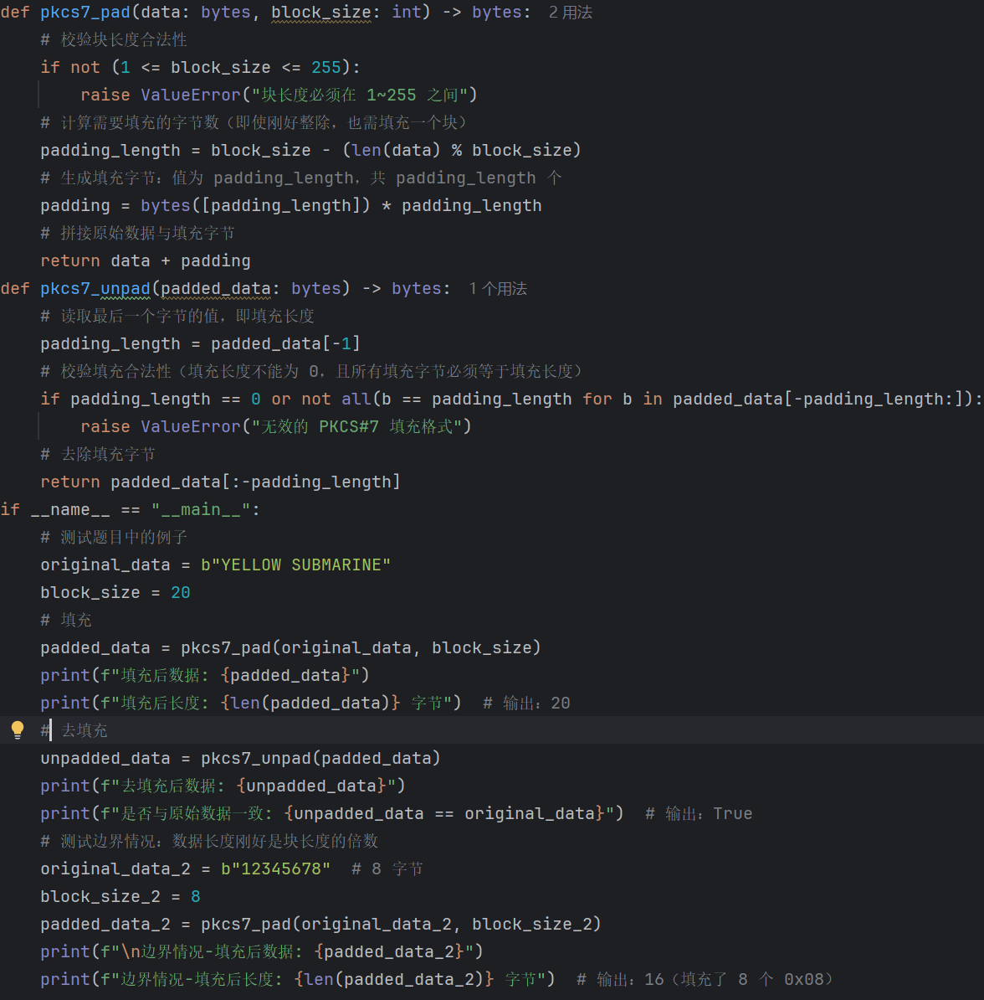 def pkcs7_pad(data: bytes, block_size: int) -> bytes:  2 用法
    # 校验块长度合法性
    if not (1 <= block_size <= 255):
        raise ValueError("块长度必须在 1~255 之间")
    # 计算需要填充的字节数（即使刚好整除，也需填充一个块）
    padding_length = block_size - (len(data) % block_size)
    # 生成填充字节：值为 padding_length，共 padding_length 个
    padding = bytes([padding_length]) * padding_length
    # 拼接原始数据与填充字节
    return data + padding
def pkcs7_unpad(padded_data: bytes) -> bytes:  1 个用法
    # 读取最后一个字节的值，即填充长度
    padding_length = padded_data[-1]
    # 校验填充合法性（填充长度不能为 0，且所有填充字节必须等于填充长度）
    if padding_length == 0 or not all(b == padding_length for b in padded_data[-padding_length:]):
        raise ValueError("无效的 PKCS#7 填充格式")
    # 去除填充字节
    return padded_data[:-padding_length]
if __name__ == "__main__":
    # 测试题目中的例子
    original_data = b"YELLOW SUBMARINE"
    block_size = 20
    # 填充
    padded_data = pkcs7_pad(original_data, block_size)
    print(f"填充后数据: {padded_data}")
    print(f"填充后长度: {len(padded_data)} 字节")  # 输出：20
    # 去填充
    unpadded_data = pkcs7_unpad(padded_data)
    print(f"去填充后数据: {unpadded_data}")
    print(f"是否与原始数据一致: {unpadded_data == original_data}")  # 输出：True
    # 测试边界情况：数据长度刚好是块长度的倍数
    original_data_2 = b"12345678"  # 8 字节
    block_size_2 = 8
    padded_data_2 = pkcs7_pad(original_data_2, block_size_2)
    print(f"\n边界情况-填充后数据: {padded_data_2}")
    print(f"边界情况-填充后长度: {len(padded_data_2)} 字节")  # 输出：16（填充了 8 个 0x08）